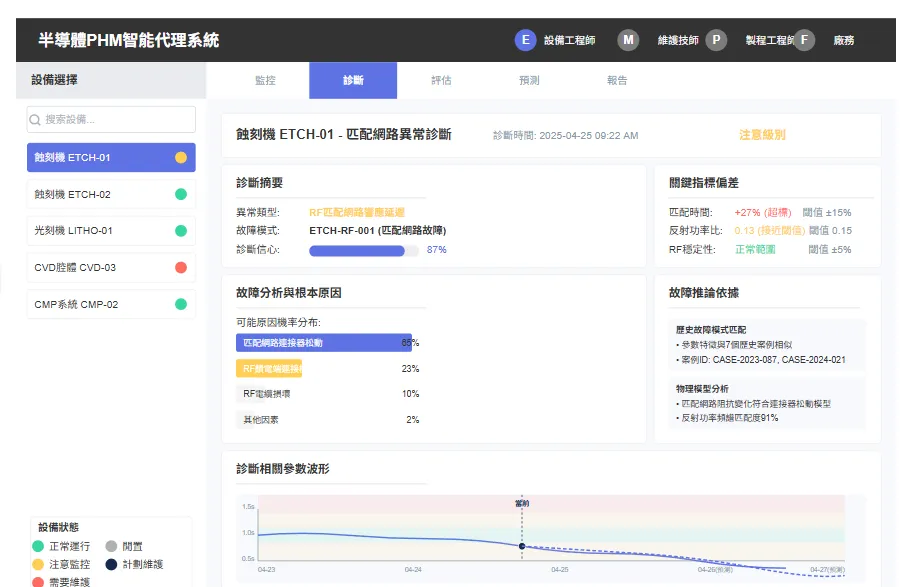 半導體PHM智能代理系統
E 設備工程師 M 維護技師 P 製程工程師 F 廠務
設備選擇
監控 診斷 評估 預測 報告
搜索設備...
蝕刻機 ETCH-01
蝕刻機 ETCH-02
光刻機 LITHO-01
CVD腔體 CVD-03
CMP系統 CMP-02
設備狀態
正常運行 閒置
注意監控 計劃維護
需要維護
蝕刻機 ETCH-01 - 匹配網路異常診斷 診斷時間: 2025-04-25 09:22 AM 注意級別
診斷摘要
異常類型: RF匹配網路響應延遲
故障模式: ETCH-RF-001 (匹配網路故障)
診斷信心: 87%
關鍵指標偏差
匹配時間: +27% (超標) 閾值 ±15%
反射功率比: 0.13 (接近閾值) 閾值 0.15
RF穩定性: 正常範圍 閾值 ±5%
故障分析與根本原因
可能原因機率分布:
匹配網路連接器鬆動 65%
RF饋電端連接 23%
RF電纜損壞 10%
其他因素 2%
故障推論依據
歷史故障模式匹配
• 參數特徵與7個歷史案例相似
• 案例ID: CASE-2023-087, CASE-2024-021
物理模型分析
• 匹配網路阻抗變化符合連接器鬆動模型
• 反射功率頻譜匹配度91%
診斷相關參數波形
當前
1.5s
1.0s
0.5s
04-23 04-24 04-25 04-26(預測) 04-27(預測)